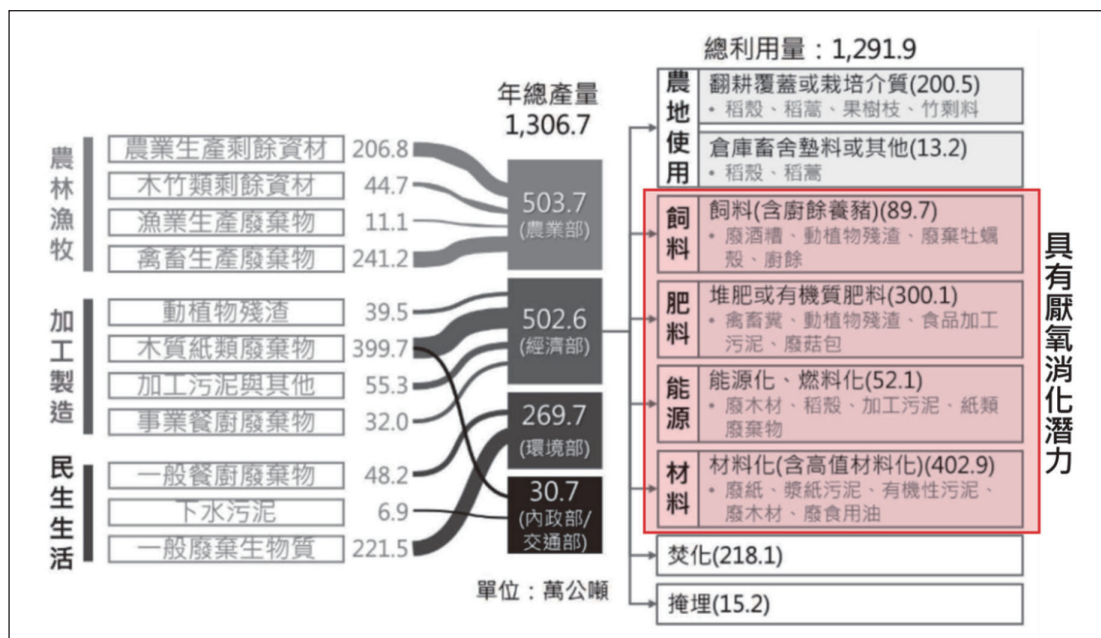 總利用量：1,291.9
年總產量
1,306.7
農林漁牧
農業生產剩餘資材 206.8
木竹類剩餘資材 44.7
漁業生產廢棄物 11.1
禽畜生產廢棄物 241.2
加工製造
動植物殘渣 39.5
木質紙類廢棄物 399.7
加工污泥與其他 55.3
事業餐廚廢棄物 32.0
民生生活
一般餐廚廢棄物 48.2
下水污泥 6.9
一般廢棄生物質 221.5
503.7
(農業部)
502.6
(經濟部)
269.7
(環境部)
30.7
(內政部/
交通部)
單位：萬公噸
農地使用
翻耕覆蓋或栽培介質(200.5)
• 稻殼、稻蒿、果樹枝、竹剩料
倉庫畜舍墊料或其他(13.2)
• 稻殼、稻蒿
飼料
飼料(含廚餘養豬)(89.7)
• 廢酒糟、動植物殘渣、廢棄牡蠣
殼、廚餘
肥料
堆肥或有機質肥料(300.1)
• 禽畜糞、動植物殘渣、食品加工
污泥、廢菇包
能源
能源化、燃料化(52.1)
• 廢木材、稻殼、加工污泥、紙類
廢棄物
材料
材料化(含高值材料化)(402.9)
• 廢紙、漿紙污泥、有機性污泥、
廢木材、廢食用油
焚化(218.1)
掩埋(15.2)
具有厭氧消化潛力